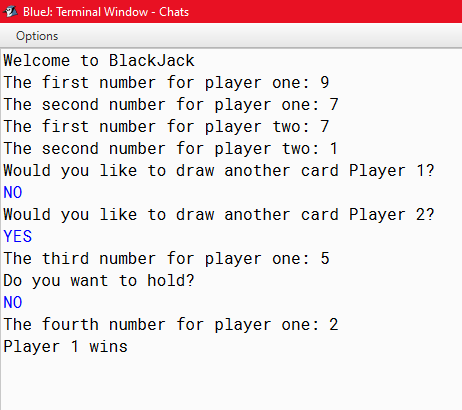 BlueJ: Terminal Window - Chats
Options
Welcome to BlackJack
The first number for player one: 9
The second number for player one: 7
The first number for player two: 7
The second number for player two: 1
Would you like to draw another card Player 1?
NO
Would you like to draw another card Player 2?
YES
The third number for player one: 5
Do you want to hold?
NO
The fourth number for player one: 2
Player 1 wins